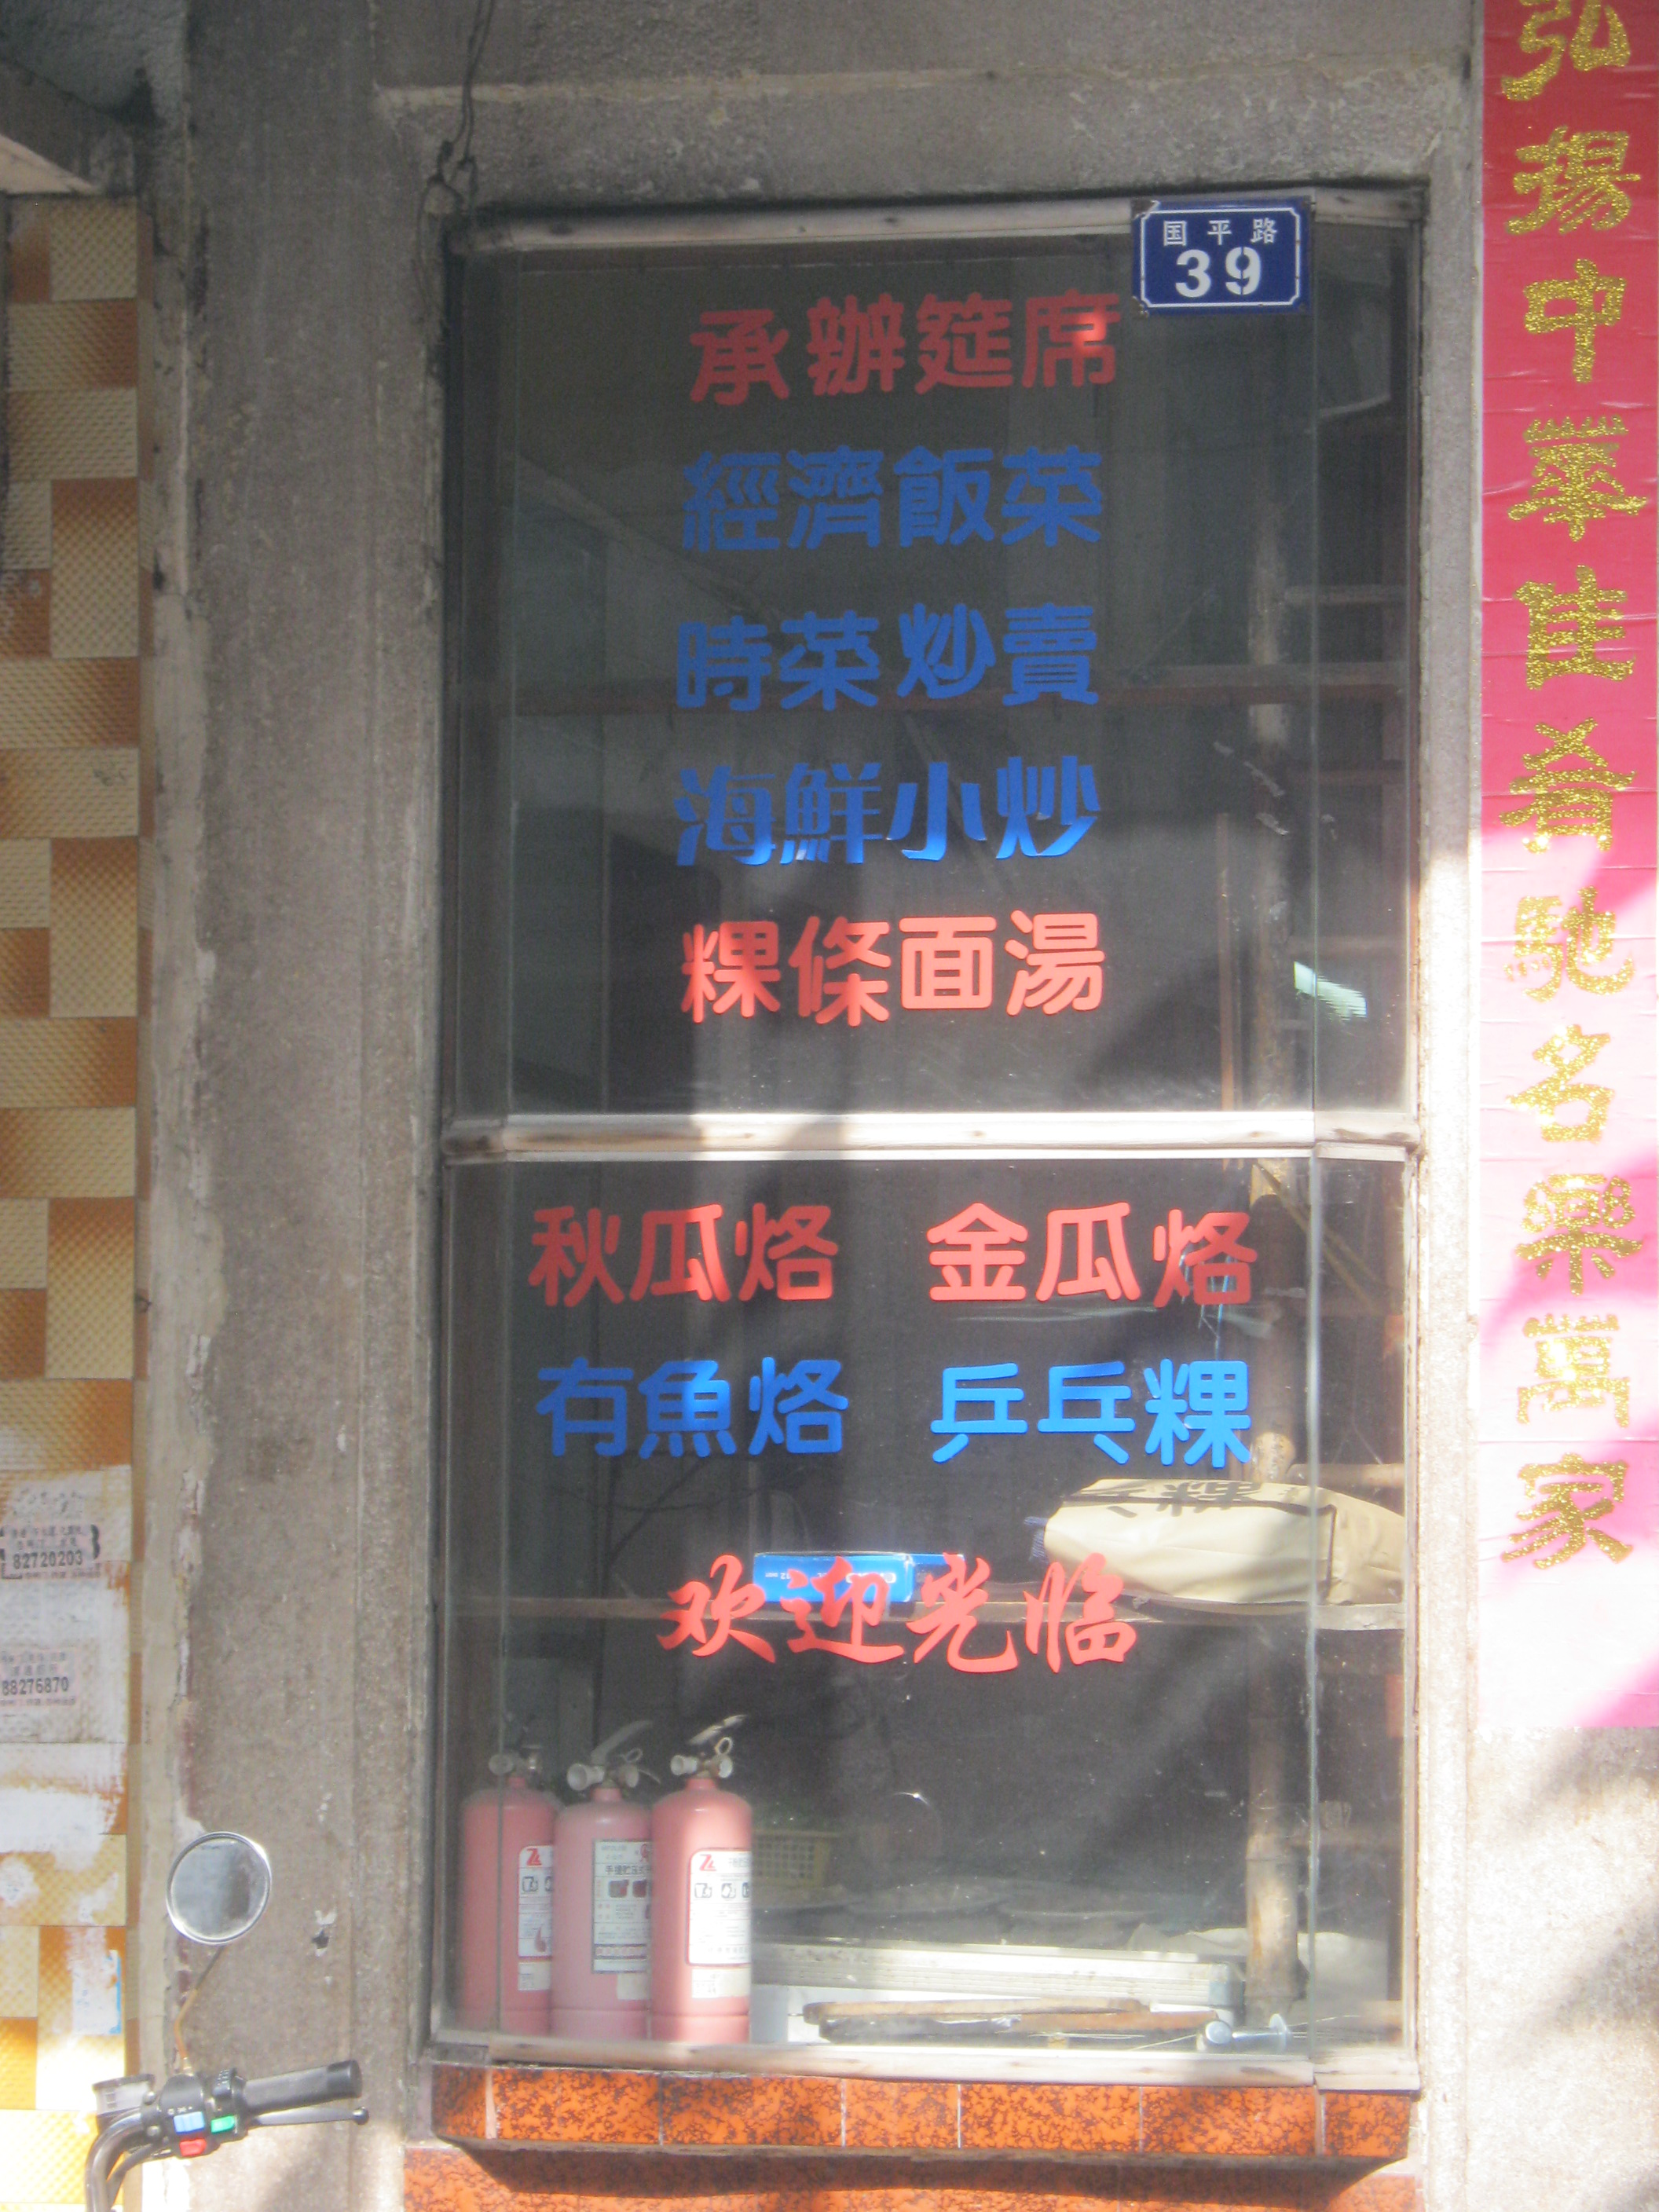 国平路
39
承辦筵席
經濟飯菜
時菜炒賣
海鮮小炒
粿條面湯
秋瓜烙 金瓜烙
有魚烙 乒乓粿
欢迎光临
弘揚中華佳肴馳名樂萬家
82720203
88276870